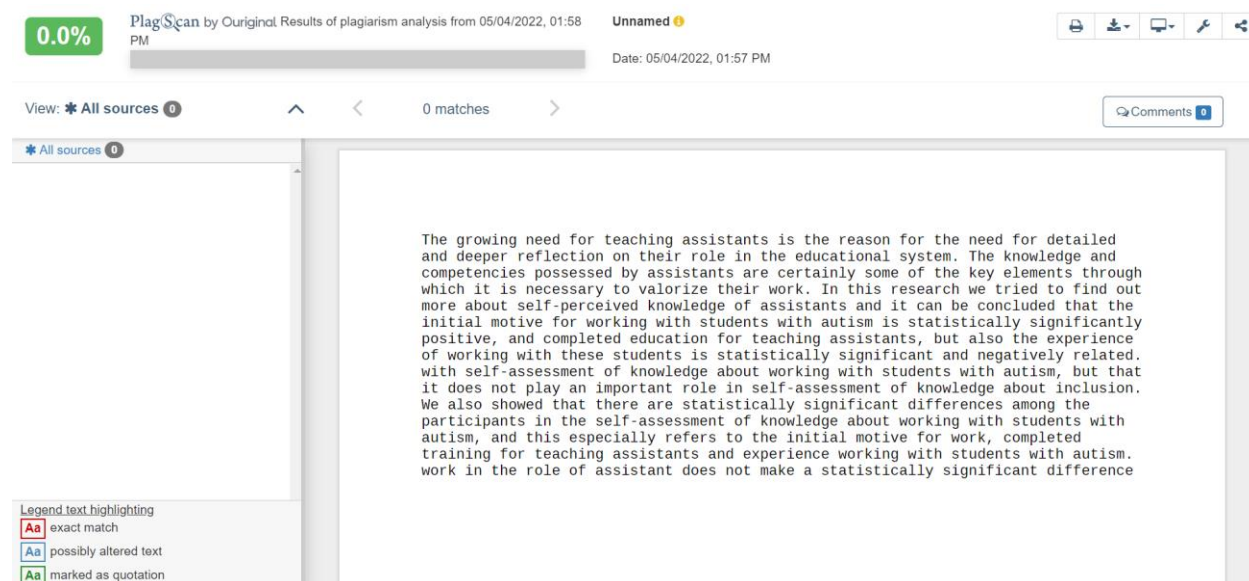 0.0%
PlagScan by Ouriginal Results of plagiarism analysis from 05/04/2022, 01:58
PM
Unnamed
Date: 05/04/2022, 01:57 PM
View: ✱ All sources 0
0 matches
Comments 0
✱ All sources 0
The growing need for teaching assistants is the reason for the need for detailed
and deeper reflection on their role in the educational system. The knowledge and
competencies possessed by assistants are certainly some of the key elements through
which it is necessary to valorize their work. In this research we tried to find out
more about self-perceived knowledge of assistants and it can be concluded that the
initial motive for working with students with autism is statistically significantly
positive, and completed education for teaching assistants, but also the experience
of working with these students is statistically significant and negatively related.
with self-assessment of knowledge about working with students with autism, but that
it does not play an important role in self-assessment of knowledge about inclusion.
We also showed that there are statistically significant differences among the
participants in the self-assessment of knowledge about working with students with
autism, and this especially refers to the initial motive for work, completed
training for teaching assistants and experience working with students with autism.
work in the role of assistant does not make a statistically significant difference
Legend text highlighting
Aa exact match
Aa possibly altered text
Aa marked as quotation